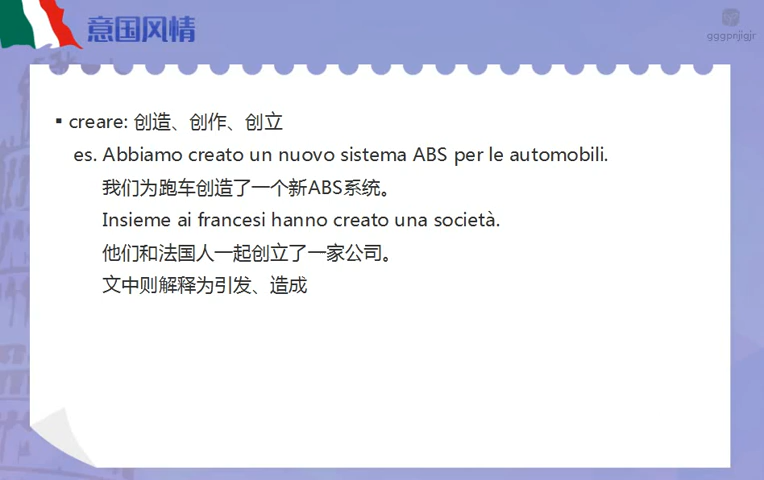 意国风情
gggpnjigjr
▪ creare: 创造、创作、创立
es. Abbiamo creato un nuovo sistema ABS per le automobili.
我们为跑车创造了一个新ABS系统。
Insieme ai francesi hanno creato una società.
他们和法国人一起创立了一家公司。
文中则解释为引发、造成